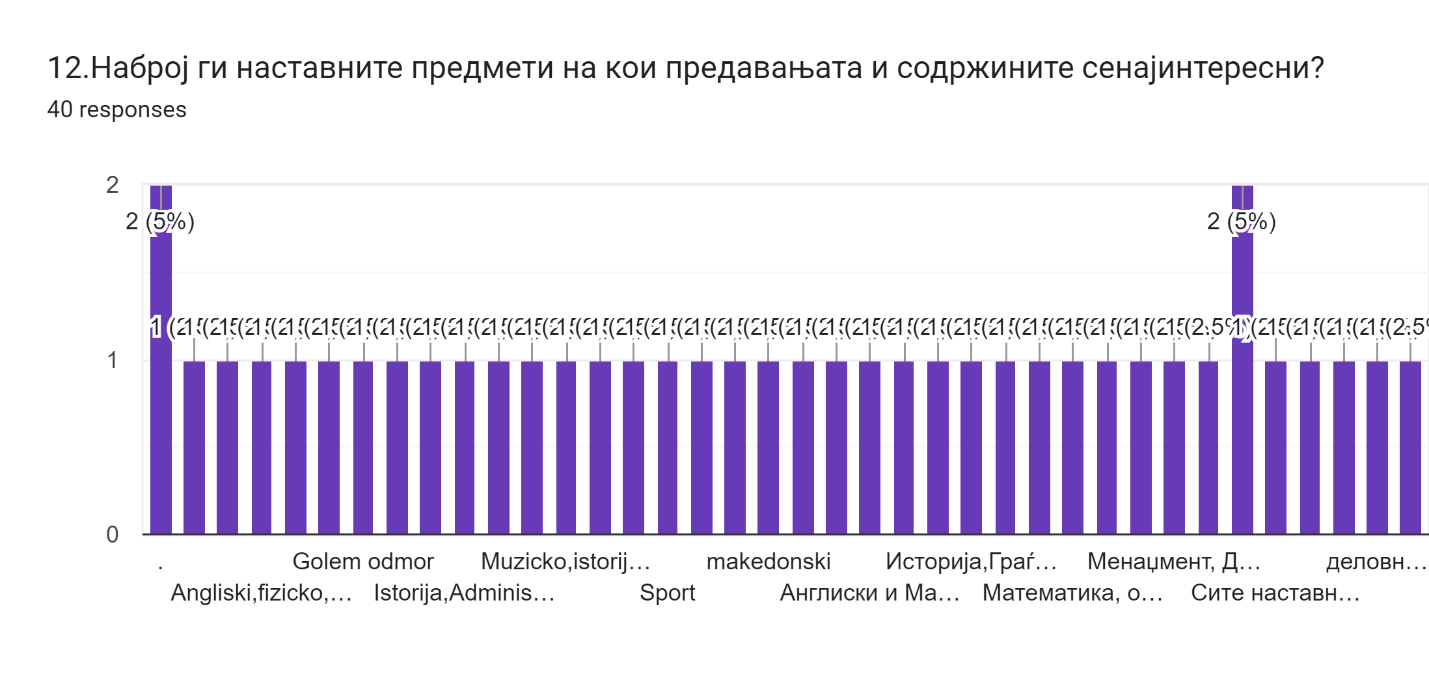 12.Наброј ги наставните предмети на кои предавањата и содржините сенајинтересни?
40 responses
2
2 (5%)
2 (5%)
1
0
.
Golem odmor
Muzicko,istorij…
makedonski
Историја,Граѓ…
Менаџмент, Д…
деловн…
Angliski,fizicko,…
Istorija,Adminis…
Sport
Англиски и Ма…
Математика, о…
Сите наставн…